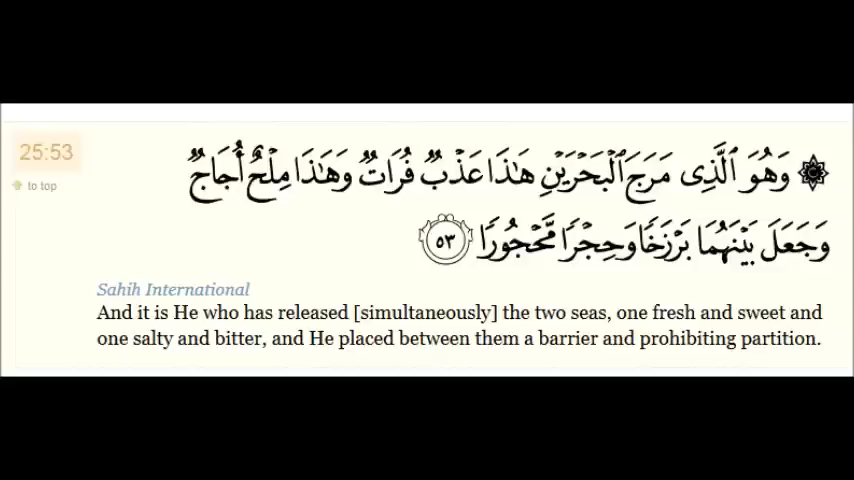 25:53
to top
۞ وَهُوَ ٱلَّذِى مَرَجَ ٱلْبَحْرَيْنِ هَـٰذَا عَذْبٌ فُرَاتٌ وَهَـٰذَا مِلْحٌ أُجَاجٌ
وَجَعَلَ بَيْنَهُمَا بَرْزَخًا وَحِجْرًا مَّحْجُورًا ٥٣
Sahih International
And it is He who has released [simultaneously] the two seas, one fresh and sweet and
one salty and bitter, and He placed between them a barrier and prohibiting partition.